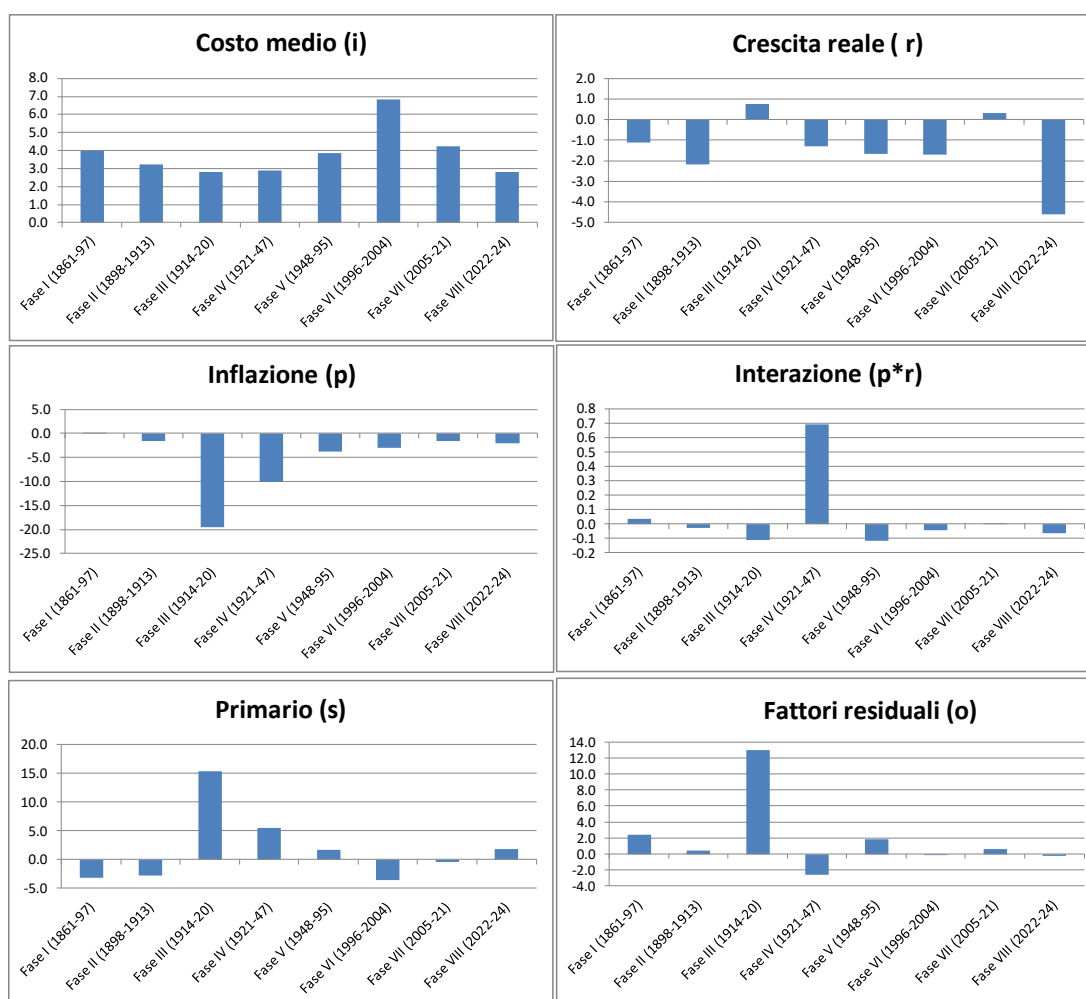 Costo medio (i)
8.0
7.0
6.0
5.0
4.0
3.0
2.0
1.0
0.0
Fase I (1861-97)
Fase II (1898-1913)
Fase III (1914-20)
Fase IV (1921-47)
Fase V (1948-95)
Fase VI (1996-2004)
Fase VII (2005-21)
Fase VIII (2022-24)
Crescita reale ( r)
2.0
1.0
0.0
-1.0
-2.0
-3.0
-4.0
-5.0
Fase I (1861-97)
Fase II (1898-1913)
Fase III (1914-20)
Fase IV (1921-47)
Fase V (1948-95)
Fase VI (1996-2004)
Fase VII (2005-21)
Fase VIII (2022-24)
Inflazione (p)
5.0
0.0
-5.0
-10.0
-15.0
-20.0
-25.0
Fase I (1861-97)
Fase II (1898-1913)
Fase III (1914-20)
Fase IV (1921-47)
Fase V (1948-95)
Fase VI (1996-2004)
Fase VII (2005-21)
Fase VIII (2022-24)
Interazione (p*r)
0.8
0.7
0.6
0.5
0.4
0.3
0.2
0.1
0.0
-0.1
-0.2
Fase I (1861-97)
Fase II (1898-1913)
Fase III (1914-20)
Fase IV (1921-47)
Fase V (1948-95)
Fase VI (1996-2004)
Fase VII (2005-21)
Fase VIII (2022-24)
Primario (s)
20.0
15.0
10.0
5.0
0.0
-5.0
Fase I (1861-97)
Fase II (1898-1913)
Fase III (1914-20)
Fase IV (1921-47)
Fase V (1948-95)
Fase VI (1996-2004)
Fase VII (2005-21)
Fase VIII (2022-24)
Fattori residuali (o)
14.0
12.0
10.0
8.0
6.0
4.0
2.0
0.0
-2.0
-4.0
Fase I (1861-97)
Fase II (1898-1913)
Fase III (1914-20)
Fase IV (1921-47)
Fase V (1948-95)
Fase VI (1996-2004)
Fase VII (2005-21)
Fase VIII (2022-24)